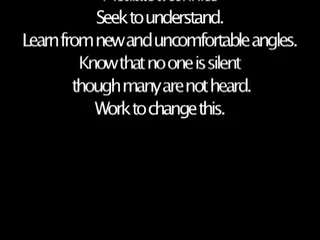 Seek to understand.
Learn from new and uncomfortable angles.
Know that no one is silent
though many are not heard.
Work to change this.